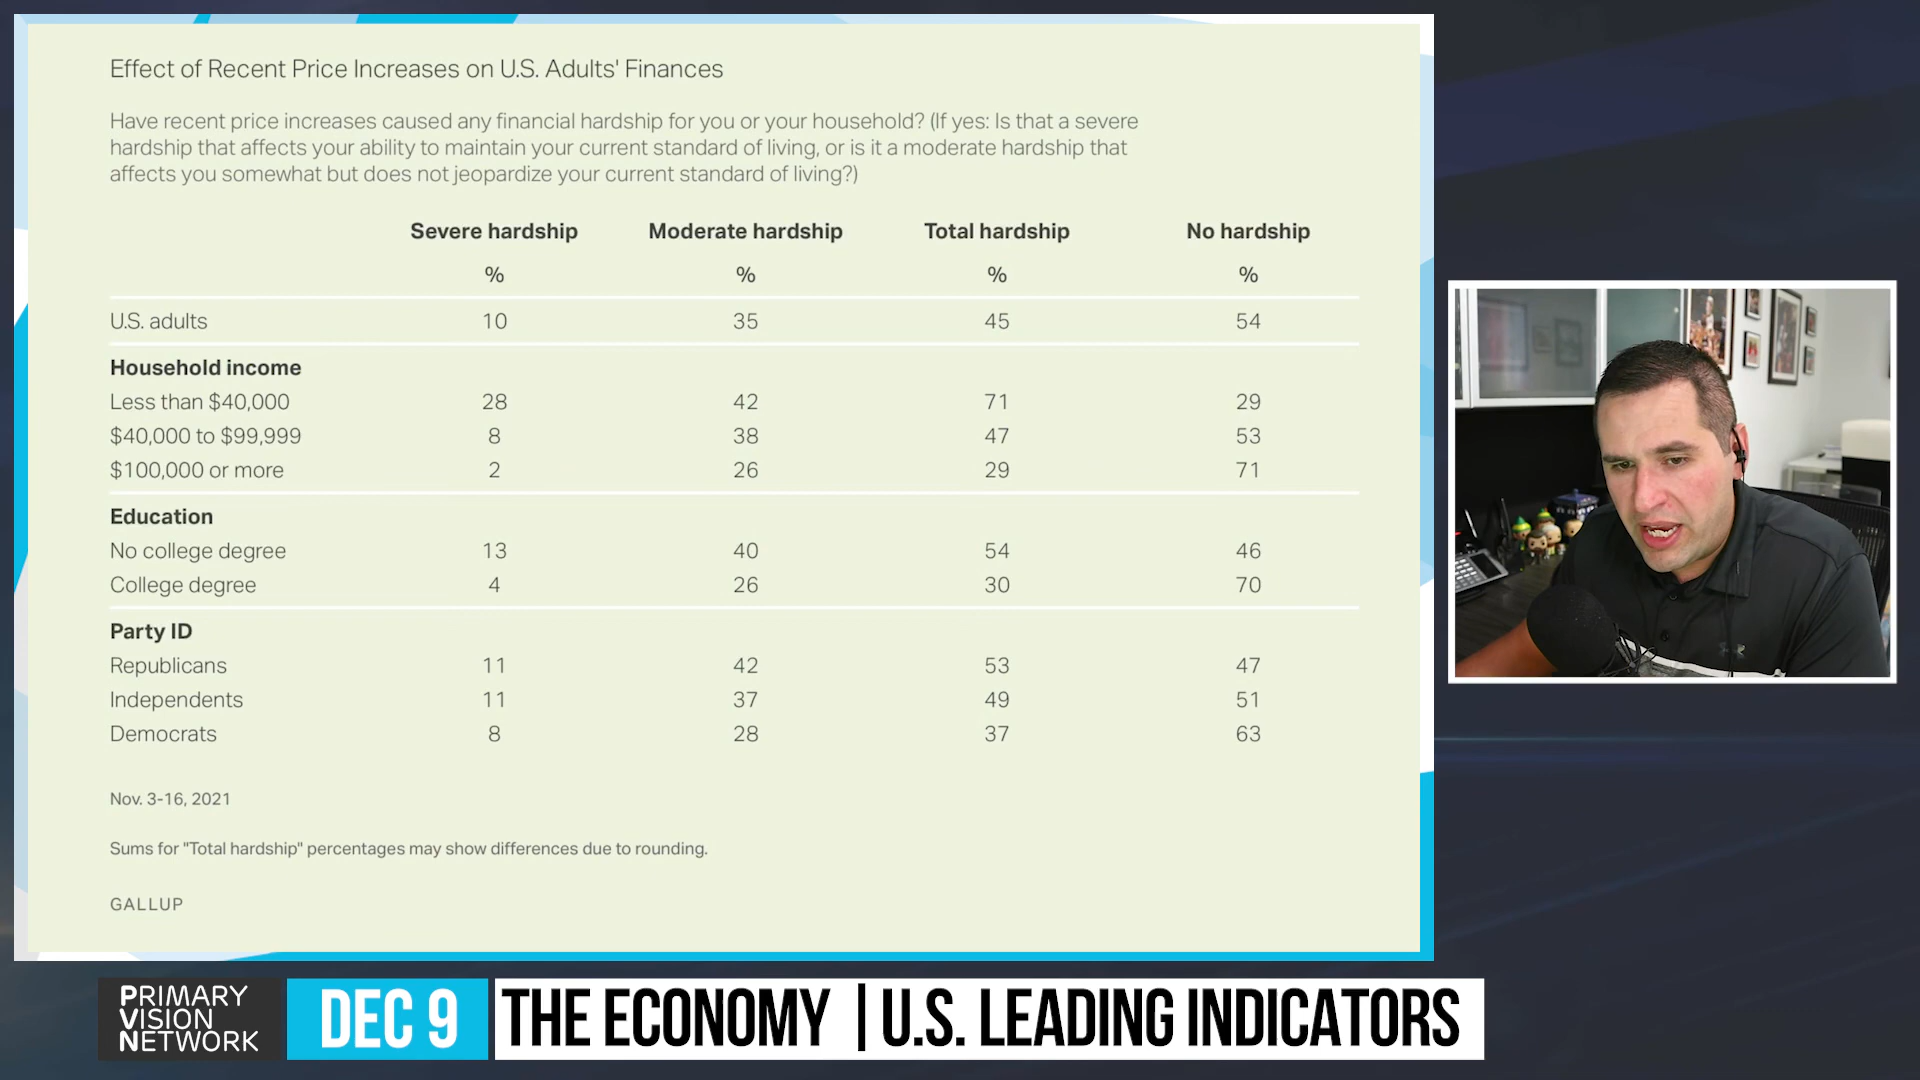 Effect of Recent Price Increases on U.S. Adults' Finances
Have recent price increases caused any financial hardship for you or your household? (If yes: Is that a severe
hardship that affects your ability to maintain your current standard of living, or is it a moderate hardship that
affects you somewhat but does not jeopardize your current standard of living?)
Severe hardship Moderate hardship Total hardship No hardship
% % % %
U.S. adults 10 35 45 54
Household income
Less than $40,000 28 42 71 29
$40,000 to $99,999 8 38 47 53
$100,000 or more 2 26 29 71
Education
No college degree 13 40 54 46
College degree 4 26 30 70
Party ID
Republicans 11 42 53 47
Independents 11 37 49 51
Democrats 8 28 37 63
Nov. 3-16, 2021
Sums for "Total hardship" percentages may show differences due to rounding.
GALLUP
PRIMARY
VISION
NETWORK
DEC 9
THE ECONOMY | U.S. LEADING INDICATORS